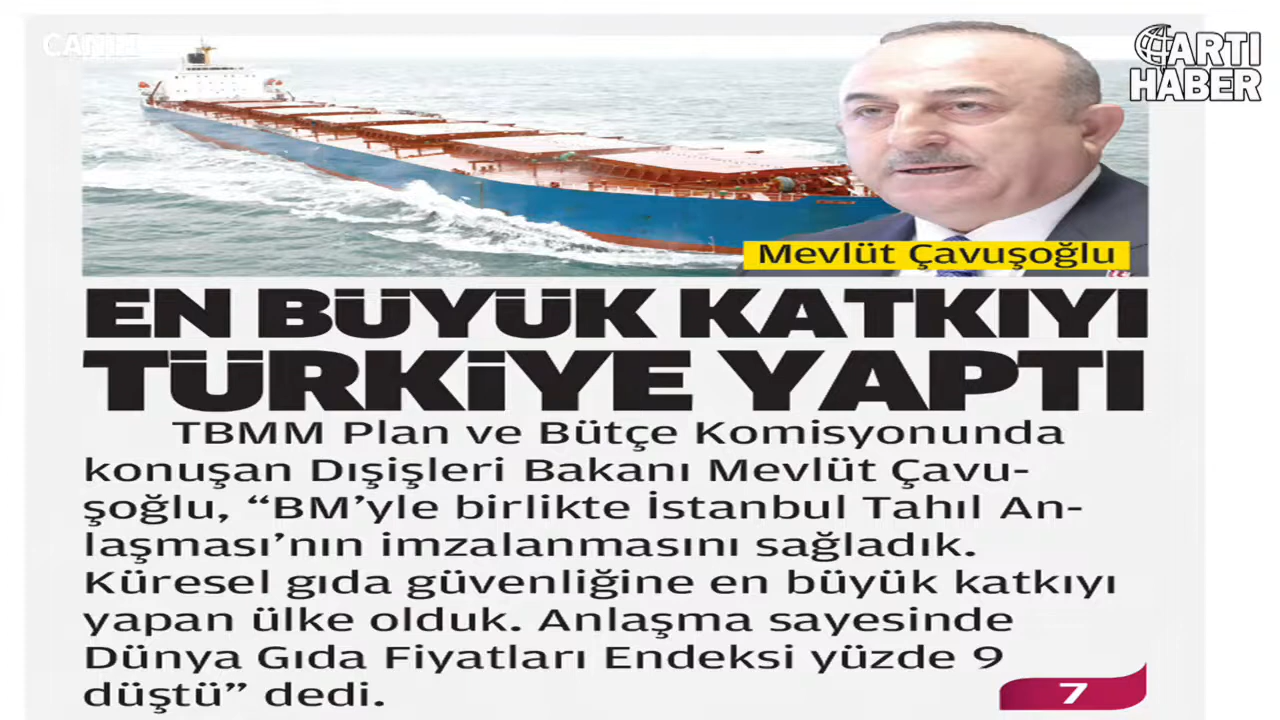 CANLI
ARTI
HABER
Mevlüt Çavuşoğlu
EN BÜYÜK KATKIYI
TÜRKİYE YAPTI
TBMM Plan ve Bütçe Komisyonunda
konuşan Dışişleri Bakanı Mevlüt Çavu-
şoğlu, “BM’yle birlikte İstanbul Tahıl An-
laşması’nın imzalanmasını sağladık.
Küresel gıda güvenliğine en büyük katkıyı
yapan ülke olduk. Anlaşma sayesinde
Dünya Gıda Fiyatları Endeksi yüzde 9
düştü” dedi.
7